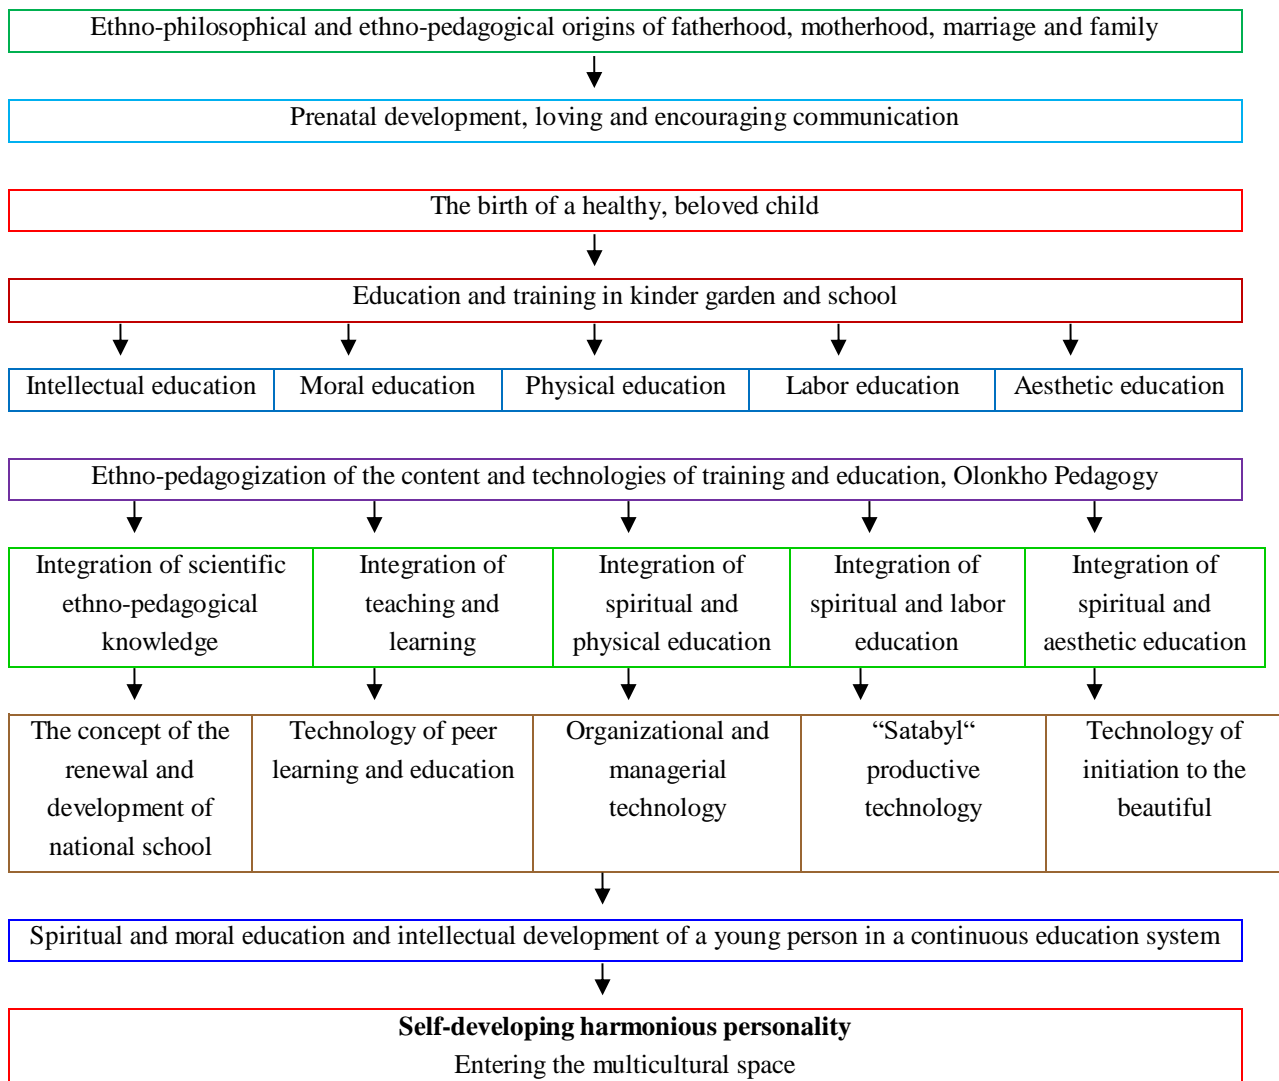 Ethno-philosophical and ethno-pedagogical origins of fatherhood, motherhood, marriage and family
Prenatal development, loving and encouraging communication
The birth of a healthy, beloved child
Education and training in kinder garden and school
Intellectual education
Moral education
Physical education
Labor education
Aesthetic education
Ethno-pedagogization of the content and technologies of training and education, Olonkho Pedagogy
Integration of scientific
ethno-pedagogical
knowledge
Integration of
teaching and
learning
Integration of
spiritual and
physical education
Integration of
spiritual and labor
education
Integration of
spiritual and
aesthetic education
The concept of the
renewal and
development of
national school
Technology of peer
learning and education
Organizational and
managerial
technology
“Satabyl“
productive
technology
Technology of
initiation to the
beautiful
Spiritual and moral education and intellectual development of a young person in a continuous education system
Self-developing harmonious personality
Entering the multicultural space